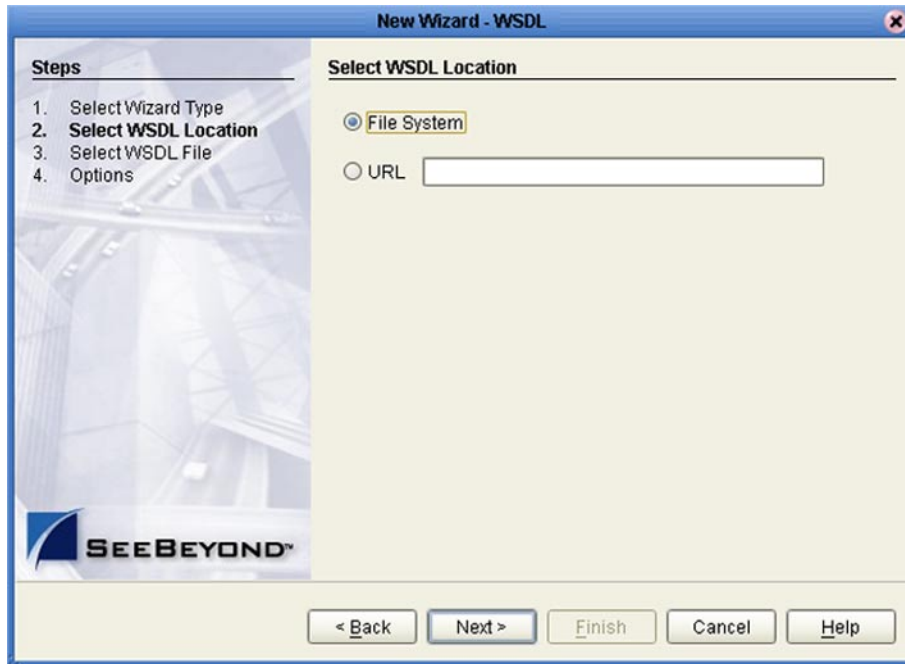 New Wizard - WSDL
Steps
1. Select Wizard Type
2. Select WSDL Location
3. Select WSDL File
4. Options
Select WSDL Location
File System
URL
SEEBEYOND™
< Back
Next >
Finish
Cancel
Help